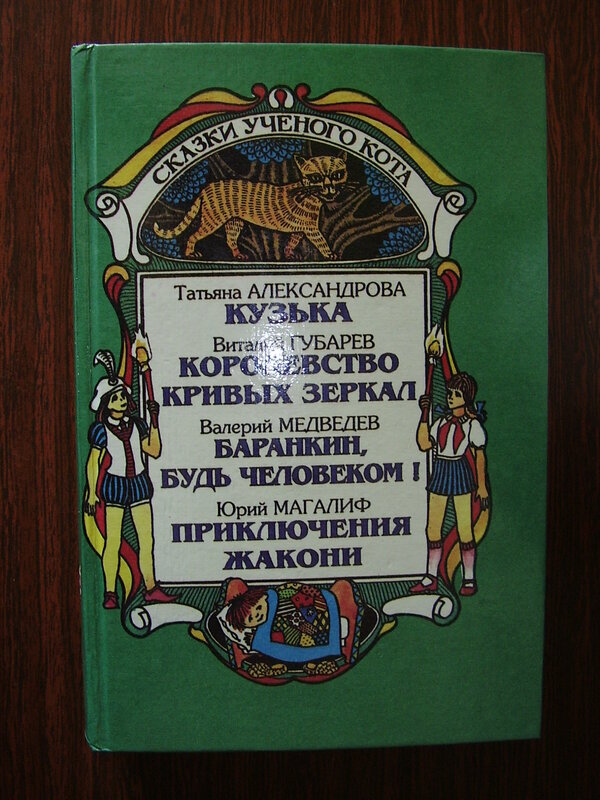 СКАЗКИ УЧЕНОГО КОТА
Татьяна АЛЕКСАНДРОВА
КУЗЬКА
Виталий ГУБАРЕВ
КОРОЛЕВСТВО
КРИВЫХ ЗЕРКАЛ
Валерий МЕДВЕДЕВ
БАРАНКИН,
БУДЬ ЧЕЛОВЕКОМ!
Юрий МАГАЛИФ
ПРИКЛЮЧЕНИЯ
ЖАКОНИ